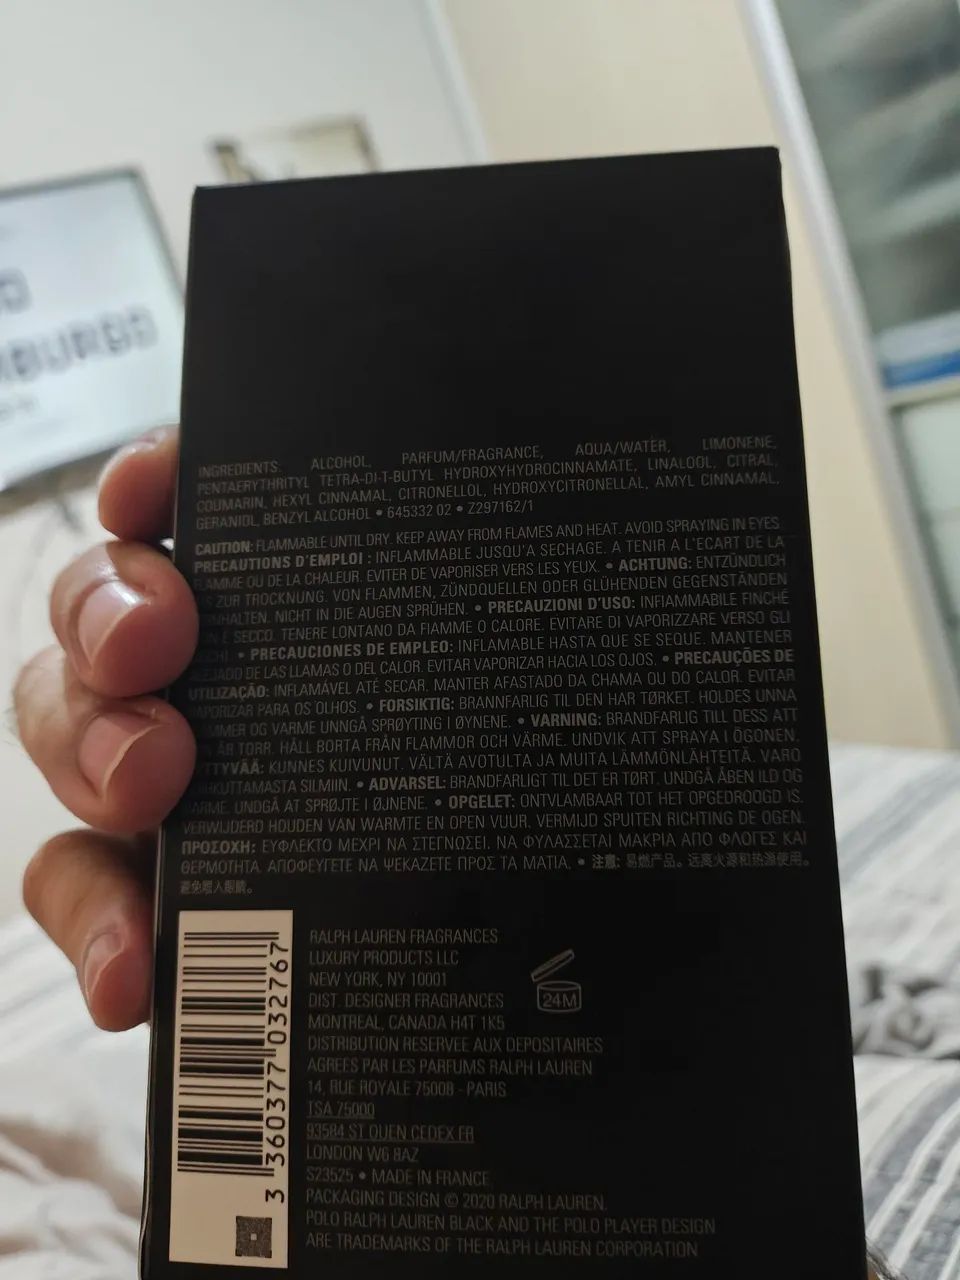 INGREDIENTS: ALCOHOL, PARFUM/FRAGRANCE, AQUA/WATER, LIMONENE,
PENTAERYTHRITYL TETRA-DI-T-BUTYL HYDROXYHYDROCINNAMATE, LINALOOL, CITRAL,
COUMARIN, HEXYL CINNAMAL, CITRONELLOL, HYDROXYCITRONELLAL, AMYL CINNAMAL,
GERANIOL, BENZYL ALCOHOL • 645332 02 • Z297162/1
CAUTION: FLAMMABLE UNTIL DRY. KEEP AWAY FROM FLAMES AND HEAT. AVOID SPRAYING IN EYES.
PRECAUTIONS D'EMPLOI : INFLAMMABLE JUSQU'A SECHAGE. A TENIR A L'ECART DE LA
FLAMME OU DE LA CHALEUR. EVITER DE VAPORISER VERS LES YEUX. • ACHTUNG: ENTZÜNDLICH
ZUR TROCKNUNG. VON FLAMMEN, ZÜNDQUELLEN ODER GLÜHENDEN GEGENSTÄNDEN
NICHT IN DIE AUGEN SPRÜHEN. • PRECAUZIONI D'USO: INFIAMMABILE FINCHÉ
È SECCO. TENERE LONTANO DA FIAMME O CALORE. EVITARE DI VAPORIZZARE VERSO GLI
• PRECAUCIONES DE EMPLEO: INFLAMABLE HASTA QUE SE SEQUE. MANTENER
ALEJADO DE LAS LLAMAS O DEL CALOR. EVITAR VAPORIZAR HACIA LOS OJOS. • PRECAUÇÕES DE
UTILIZAÇÃO: INFLAMÁVEL ATÉ SECAR. MANTER AFASTADO DA CHAMA OU DO CALOR. EVITAR
VAPORIZAR PARA OS OLHOS. • FORSIKTIG: BRANNFARLIG TIL DEN HAR TØRKET. HOLDES UNNA
OG VARME UNNGÅ SPRØYTING I ØYNENE. • VARNING: BRANDFARLIG TILL DESS ATT
ÄR TORR. HÅLL BORTA FRÅN FLAMMOR OCH VÄRME. UNDVIK ATT SPRAYA I ÖGONEN.
KUNNES KUIVUNUT. VÄLTÄ AVOTULTA JA MUITA LÄMMÖNLÄHTEITÄ. VARO
SILMIIN. • ADVARSEL: BRANDFARLIGT TIL DET ER TØRT. UNDGÅ ÅBEN ILD OG
VARME. UNDGÅ AT SPRØJTE I ØJNENE. • OPGELET: ONTVLAMBAAR TOT HET OPGEDROOGD IS.
VERWIJDERD HOUDEN VAN WARMTE EN OPEN VUUR. VERMIJD SPUITEN RICHTING DE OGEN.
ΠΡΟΣΟΧΗ: ΕΥΦΛΕΚΤΟ ΜΕΧΡΙ ΝΑ ΣΤΕΓΝΩΣΕΙ. ΝΑ ΦΥΛΑΣΣΕΤΑΙ ΜΑΚΡΙΑ ΑΠΟ ΦΛΟΓΕΣ ΚΑΙ
ΘΕΡΜΟΤΗΤΑ. ΑΠΟΦΕΥΓΕΤΕ ΝΑ ΨΕΚΑΖΕΤΕ ΠΡΟΣ ΤΑ ΜΑΤΙΑ. • 注意: 易燃产品。远离火源和热源使用。
避免喷入眼睛。
RALPH LAUREN FRAGRANCES
LUXURY PRODUCTS LLC
NEW YORK, NY 10001
DIST. DESIGNER FRAGRANCES
MONTREAL, CANADA H4T 1K5
DISTRIBUTION RESERVEE AUX DEPOSITAIRES
AGREES PAR LES PARFUMS RALPH LAUREN
14, RUE ROYALE 75008 - PARIS
TSA 75000
93584 ST OUEN CEDEX FR
LONDON W6 8AZ
S23525 • MADE IN FRANCE.
PACKAGING DESIGN © 2020 RALPH LAUREN.
POLO RALPH LAUREN BLACK AND THE POLO PLAYER DESIGN
ARE TRADEMARKS OF THE RALPH LAUREN CORPORATION
24M
3 360377 032767